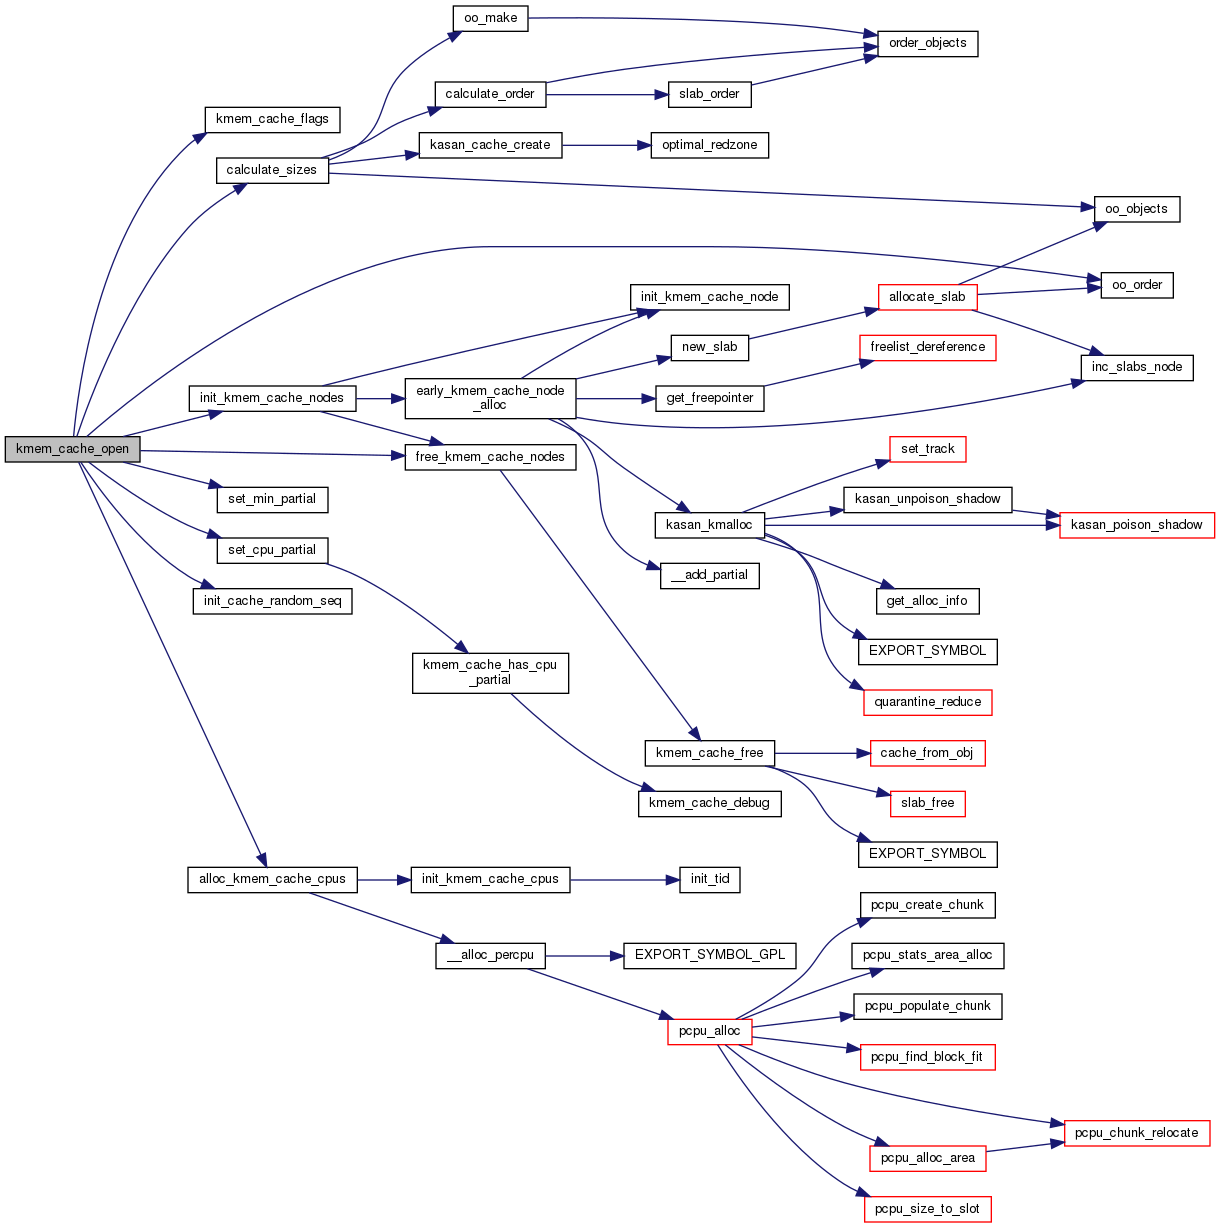 oo_make
order_objects
calculate_order
slab_order
kmem_cache_flags
kasan_cache_create
optimal_redzone
calculate_sizes
oo_objects
oo_order
init_kmem_cache_node
allocate_slab
new_slab
freelist_dereference
inc_slabs_node
init_kmem_cache_nodes
early_kmem_cache_node
_alloc
get_freepointer
kmem_cache_open
free_kmem_cache_nodes
set_track
set_min_partial
kasan_unpoison_shadow
kasan_kmalloc
kasan_poison_shadow
set_cpu_partial
__add_partial
init_cache_random_seq
get_alloc_info
EXPORT_SYMBOL
kmem_cache_has_cpu
_partial
quarantine_reduce
kmem_cache_free
cache_from_obj
kmem_cache_debug
slab_free
EXPORT_SYMBOL
alloc_kmem_cache_cpus
init_kmem_cache_cpus
init_tid
pcpu_create_chunk
__alloc_percpu
EXPORT_SYMBOL_GPL
pcpu_stats_area_alloc
pcpu_populate_chunk
pcpu_alloc
pcpu_find_block_fit
pcpu_chunk_relocate
pcpu_alloc_area
pcpu_size_to_slot